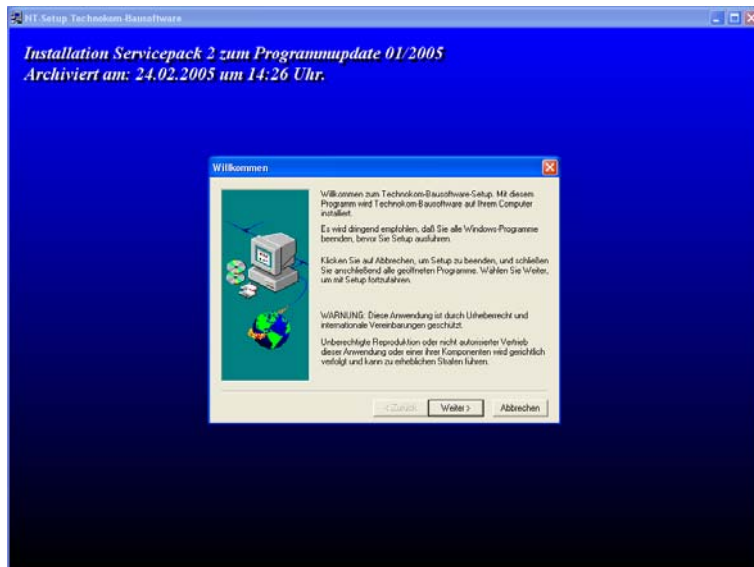 NT-Setup Technokom-Bausoftware
Installation Servicepack 2 zum Programmupdate 01/2005
Archiviert am: 24.02.2005 um 14:26 Uhr.
Willkommen
Willkommen zum Technokom-Bausoftware-Setup. Mit diesem
Programm wird Technokom-Bausoftware auf Ihrem Computer
installiert.
Es wird dringend empfohlen, daß Sie alle Windows-Programme
beenden, bevor Sie Setup ausführen.
Klicken Sie auf Abbrechen, um Setup zu beenden, und schließen
Sie anschließend alle geöffneten Programme. Wählen Sie Weiter,
um mit Setup fortzufahren.
WARNUNG: Diese Anwendung ist durch Urheberrecht und
internationale Vereinbarungen geschützt.
Unberechtigte Reproduktion oder nicht autorisierter Vertrieb
dieser Anwendung oder einer ihrer Komponenten wird gerichtlich
verfolgt und kann zu erheblichen Strafen führen.
< Zurück Weiter > Abbrechen